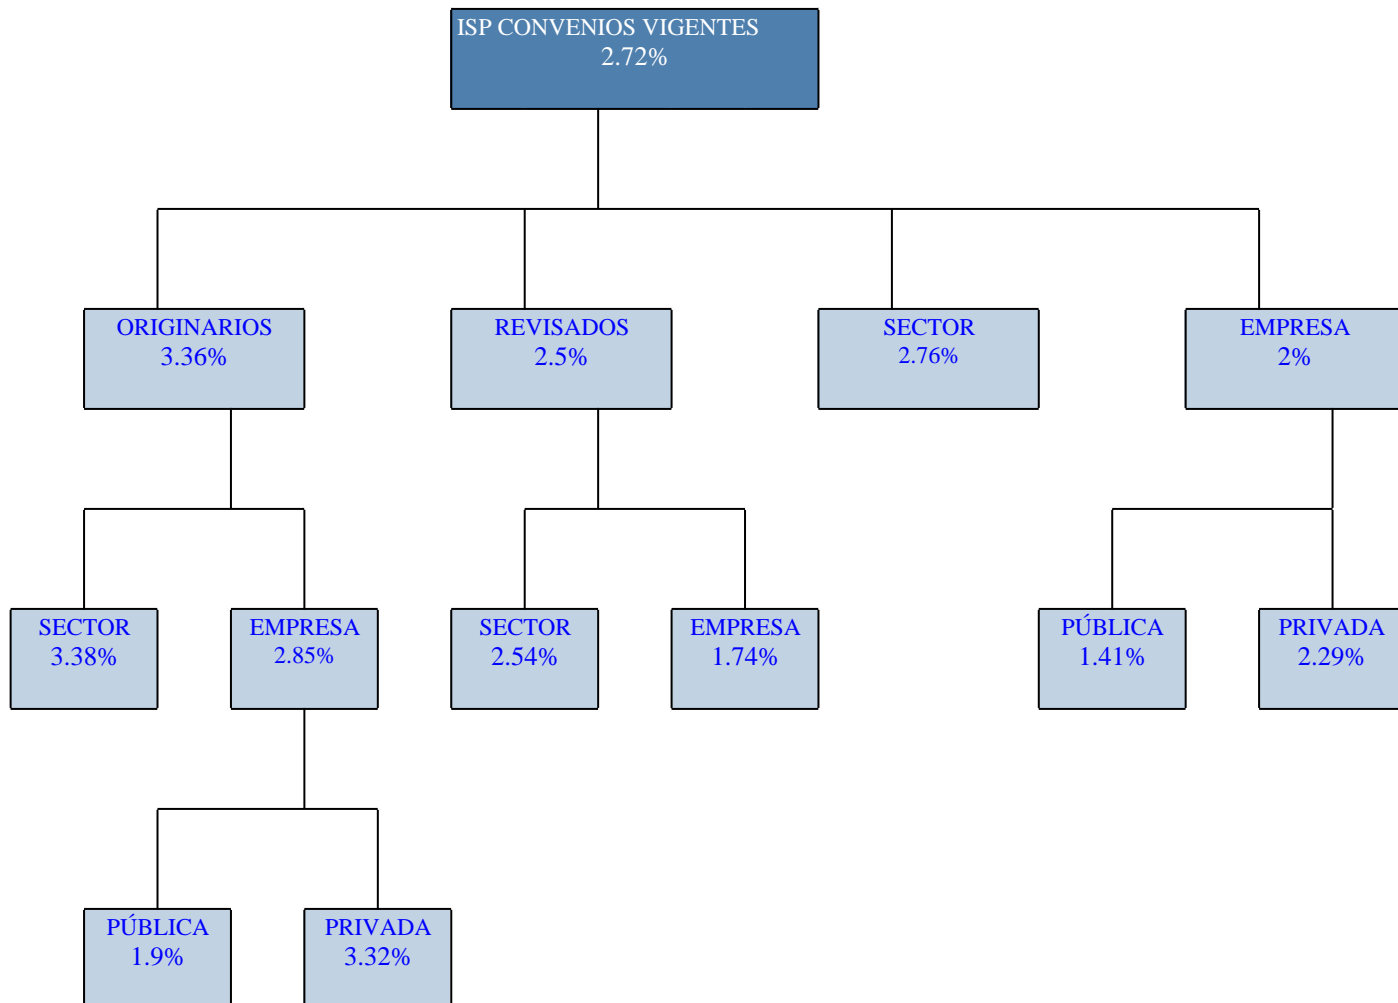 ISP CONVENIOS VIGENTES
2.72%
ORIGINARIOS
3.36%
REVISADOS
2.5%
SECTOR
2.76%
EMPRESA
2%
SECTOR
3.38%
EMPRESA
2.85%
SECTOR
2.54%
EMPRESA
1.74%
PÚBLICA
1.41%
PRIVADA
2.29%
PÚBLICA
1.9%
PRIVADA
3.32%